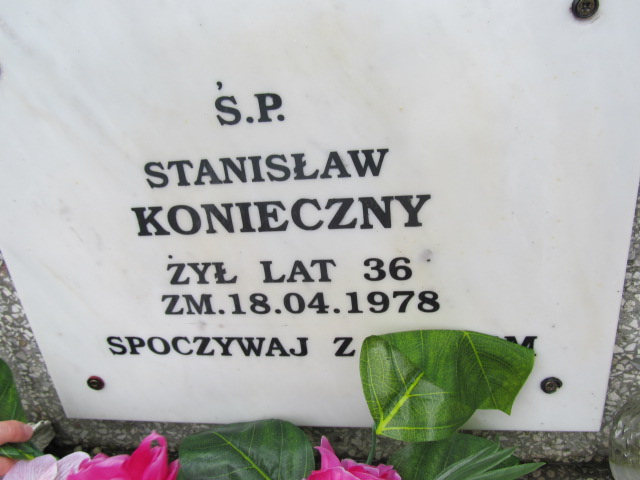 Ś.P.
STANISŁAW
KONIECZNY
ŻYŁ LAT 36
ZM.18.04.1978
SPOCZYWAJ Z